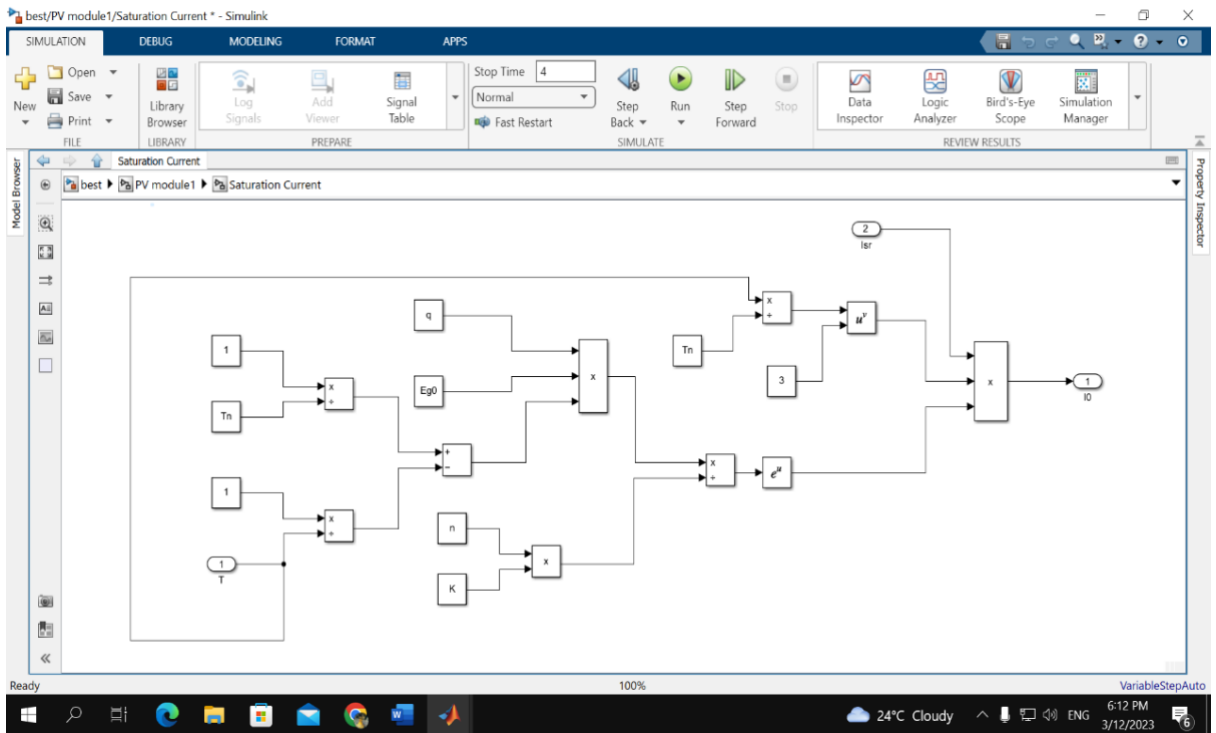 best/PV module1/Saturation Current * - Simulink
SIMULATION DEBUG MODELING FORMAT APPS
New
Open
Save
Print
FILE
Library Browser
LIBRARY
Log Signals
Add Viewer
Signal Table
PREPARE
Stop Time 4
Normal
Fast Restart
Step Back
Run
Step Forward
Stop
SIMULATE
Data Inspector
Logic Analyzer
Bird's-Eye Scope
Simulation Manager
REVIEW RESULTS
Model Browser
Saturation Current
best PV module1 Saturation Current
Property Inspector
2
Isr
q
x
÷
u^v
1
Tn
x
÷
Tn
3
x
1
I0
x
Eg0
Tn
+
−
x
÷
e^u
1
x
÷
1
T
n
K
x
Ready 100% VariableStepAuto
24°C Cloudy ENG 6:12 PM
3/12/2023
6